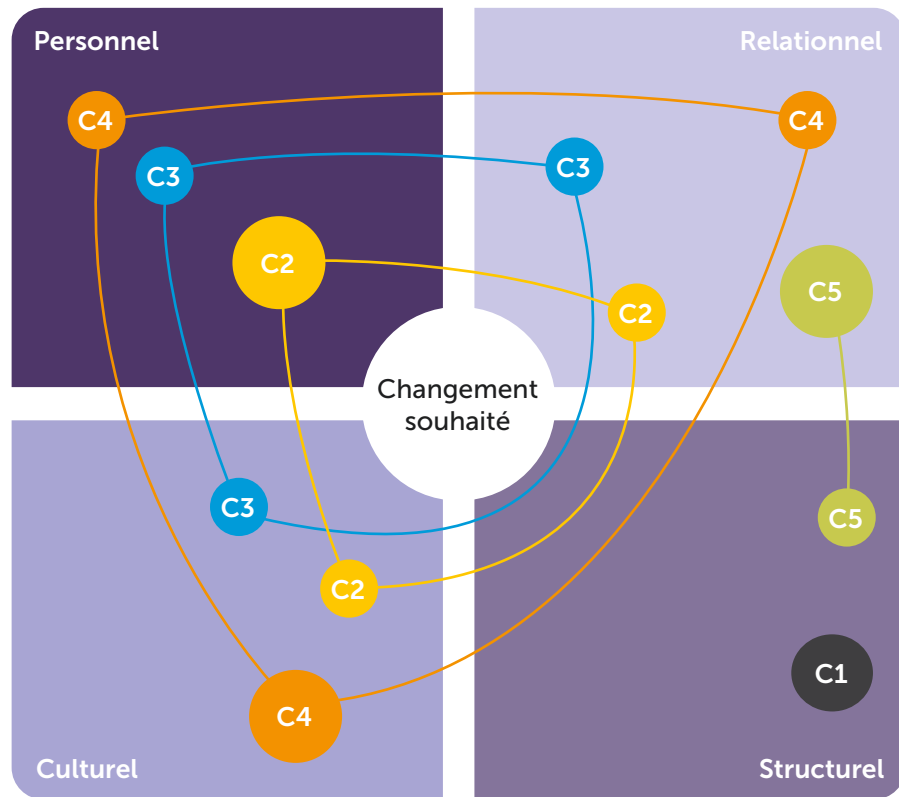 Personnel
Relationnel
C4
C4
C3
C3
C2
C5
C2
Changement
souhaité
C3
C5
C2
C1
C4
Culturel
Structurel